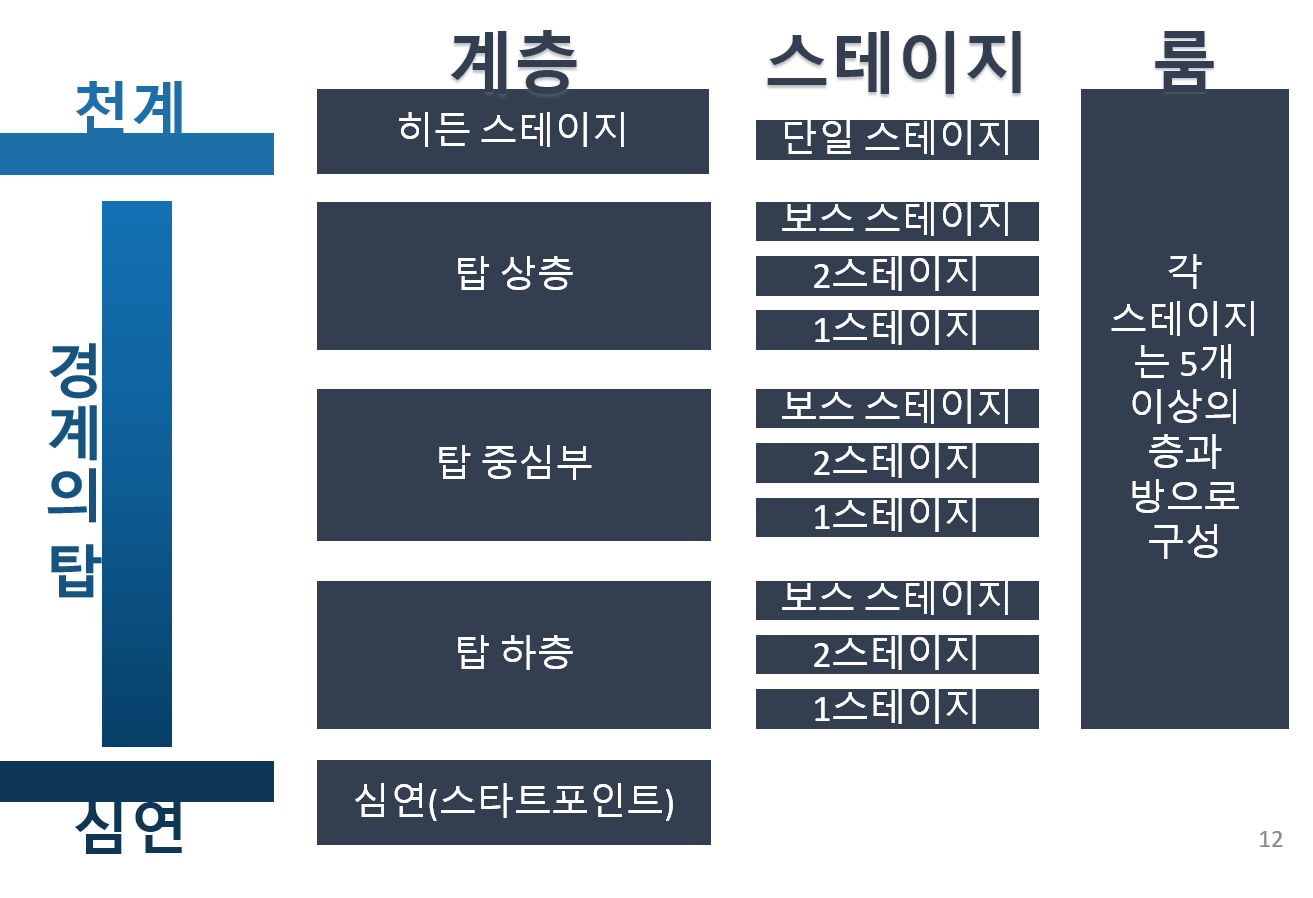 계층
스테이지
룸
천계
히든 스테이지
단일 스테이지
경
계
의
탑
탑 상층
보스 스테이지
2스테이지
1스테이지
탑 중심부
보스 스테이지
2스테이지
1스테이지
탑 하층
보스 스테이지
2스테이지
1스테이지
각
스테이지
는 5개
이상의
층과
방으로
구성
심연
심연(스타트포인트)
12